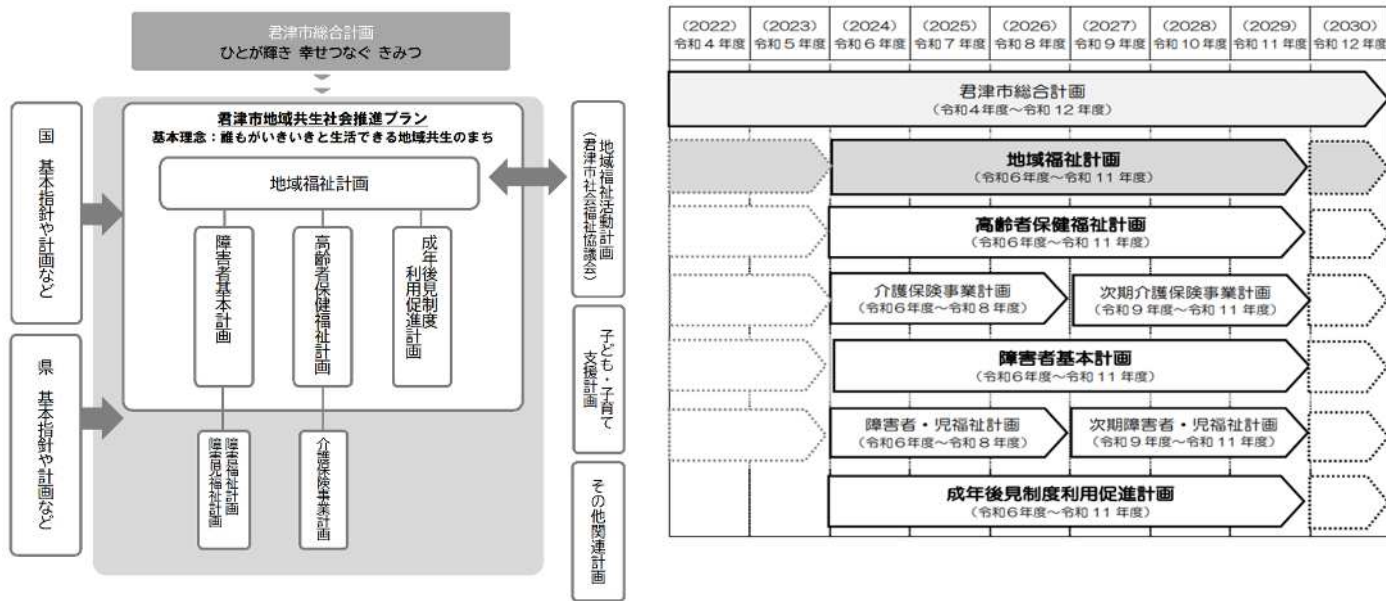 君津市総合計画
ひとが輝き 幸せつなぐ きみつ
君津市地域共生社会推進プラン
基本理念：誰もがいきいきと生活できる地域共生のまち
地域福祉計画
障害者基本計画
高齢者保健福祉計画
成年後見制度
利用促進計画
障害福祉計画
障害児福祉計画
介護保険事業計画
国　基本指針や計画など
県　基本指針や計画など
地域福祉活動計画
（君津市社会福祉協議会）
子ども・子育て
支援計画
その他関連計画
(2022) (2023) (2024) (2025) (2026) (2027) (2028) (2029) (2030)
令和4年度 令和5年度 令和6年度 令和7年度 令和8年度 令和9年度 令和10年度 令和11年度 令和12年度
君津市総合計画
（令和4年度～令和12年度）
地域福祉計画
（令和6年度～令和11年度）
高齢者保健福祉計画
（令和6年度～令和11年度）
介護保険事業計画 次期介護保険事業計画
（令和6年度～令和8年度） （令和9年度～令和11年度）
障害者基本計画
（令和6年度～令和11年度）
障害者・児福祉計画 次期障害者・児福祉計画
（令和6年度～令和8年度） （令和9年度～令和11年度）
成年後見制度利用促進計画
（令和6年度～令和11年度）